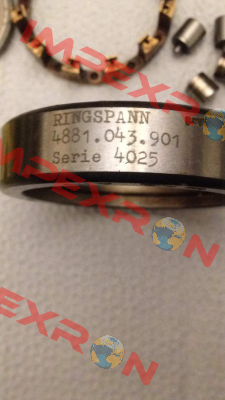 IMPEXRON
RINGSPANN
4881.043.901
Serie 4025
IMPEXRON
IMPEXRON